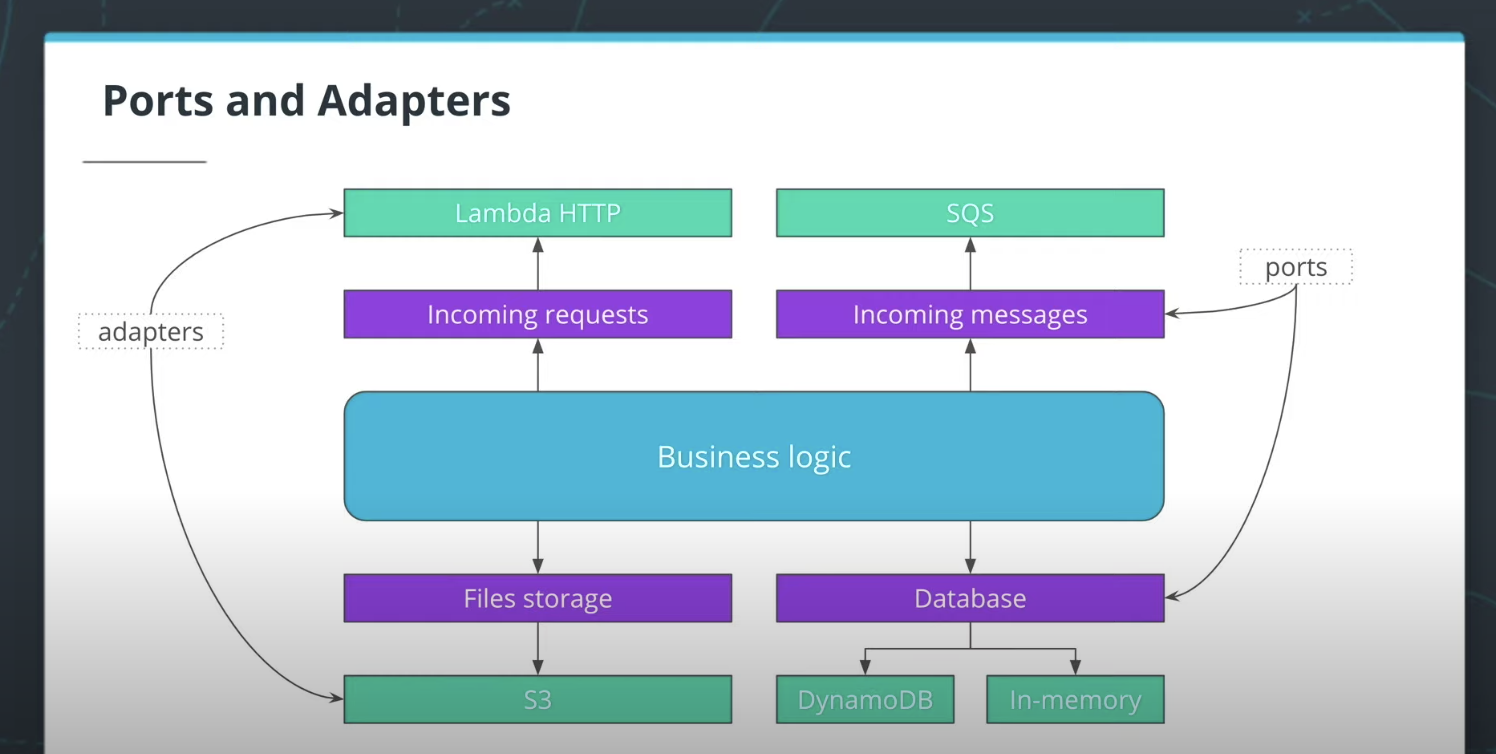 Ports and Adapters
Lambda HTTP
SQS
ports
Incoming requests
Incoming messages
adapters
Business logic
Files storage
Database
S3
DynamoDB
In-memory